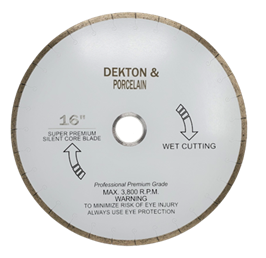 DEKTON &
PORCELAIN
16"
SUPER PREMIUM
SILENT CORE BLADE
WET CUTTING
Professional Premium Grade
MAX. 3,800 R.P.M.
WARNING
TO MINIMIZE RISK OF EYE INJURY
ALWAYS USE EYE PROTECTION